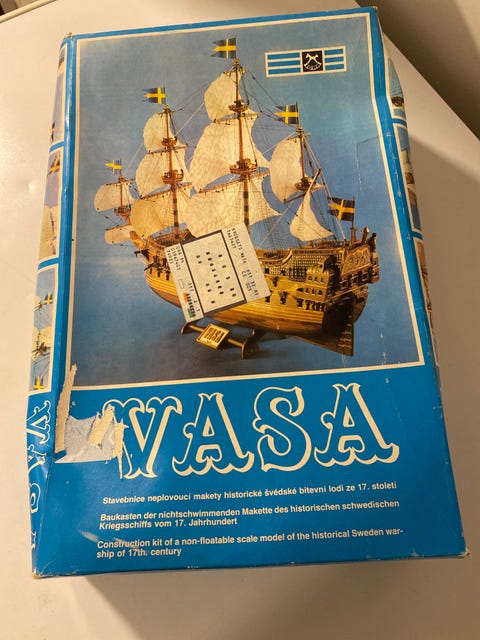 VASA
Stavebnice neplovoucí makety historické švédské bitevní lodi ze 17. století
Baukasten der nichtschwimmenden Makette des historischen schwedischen
Kriegsschiffs vom 17. Jahrhundert
Construction kit of a non-floatable scale model of the historical Sweden war-
ship of 17th. century